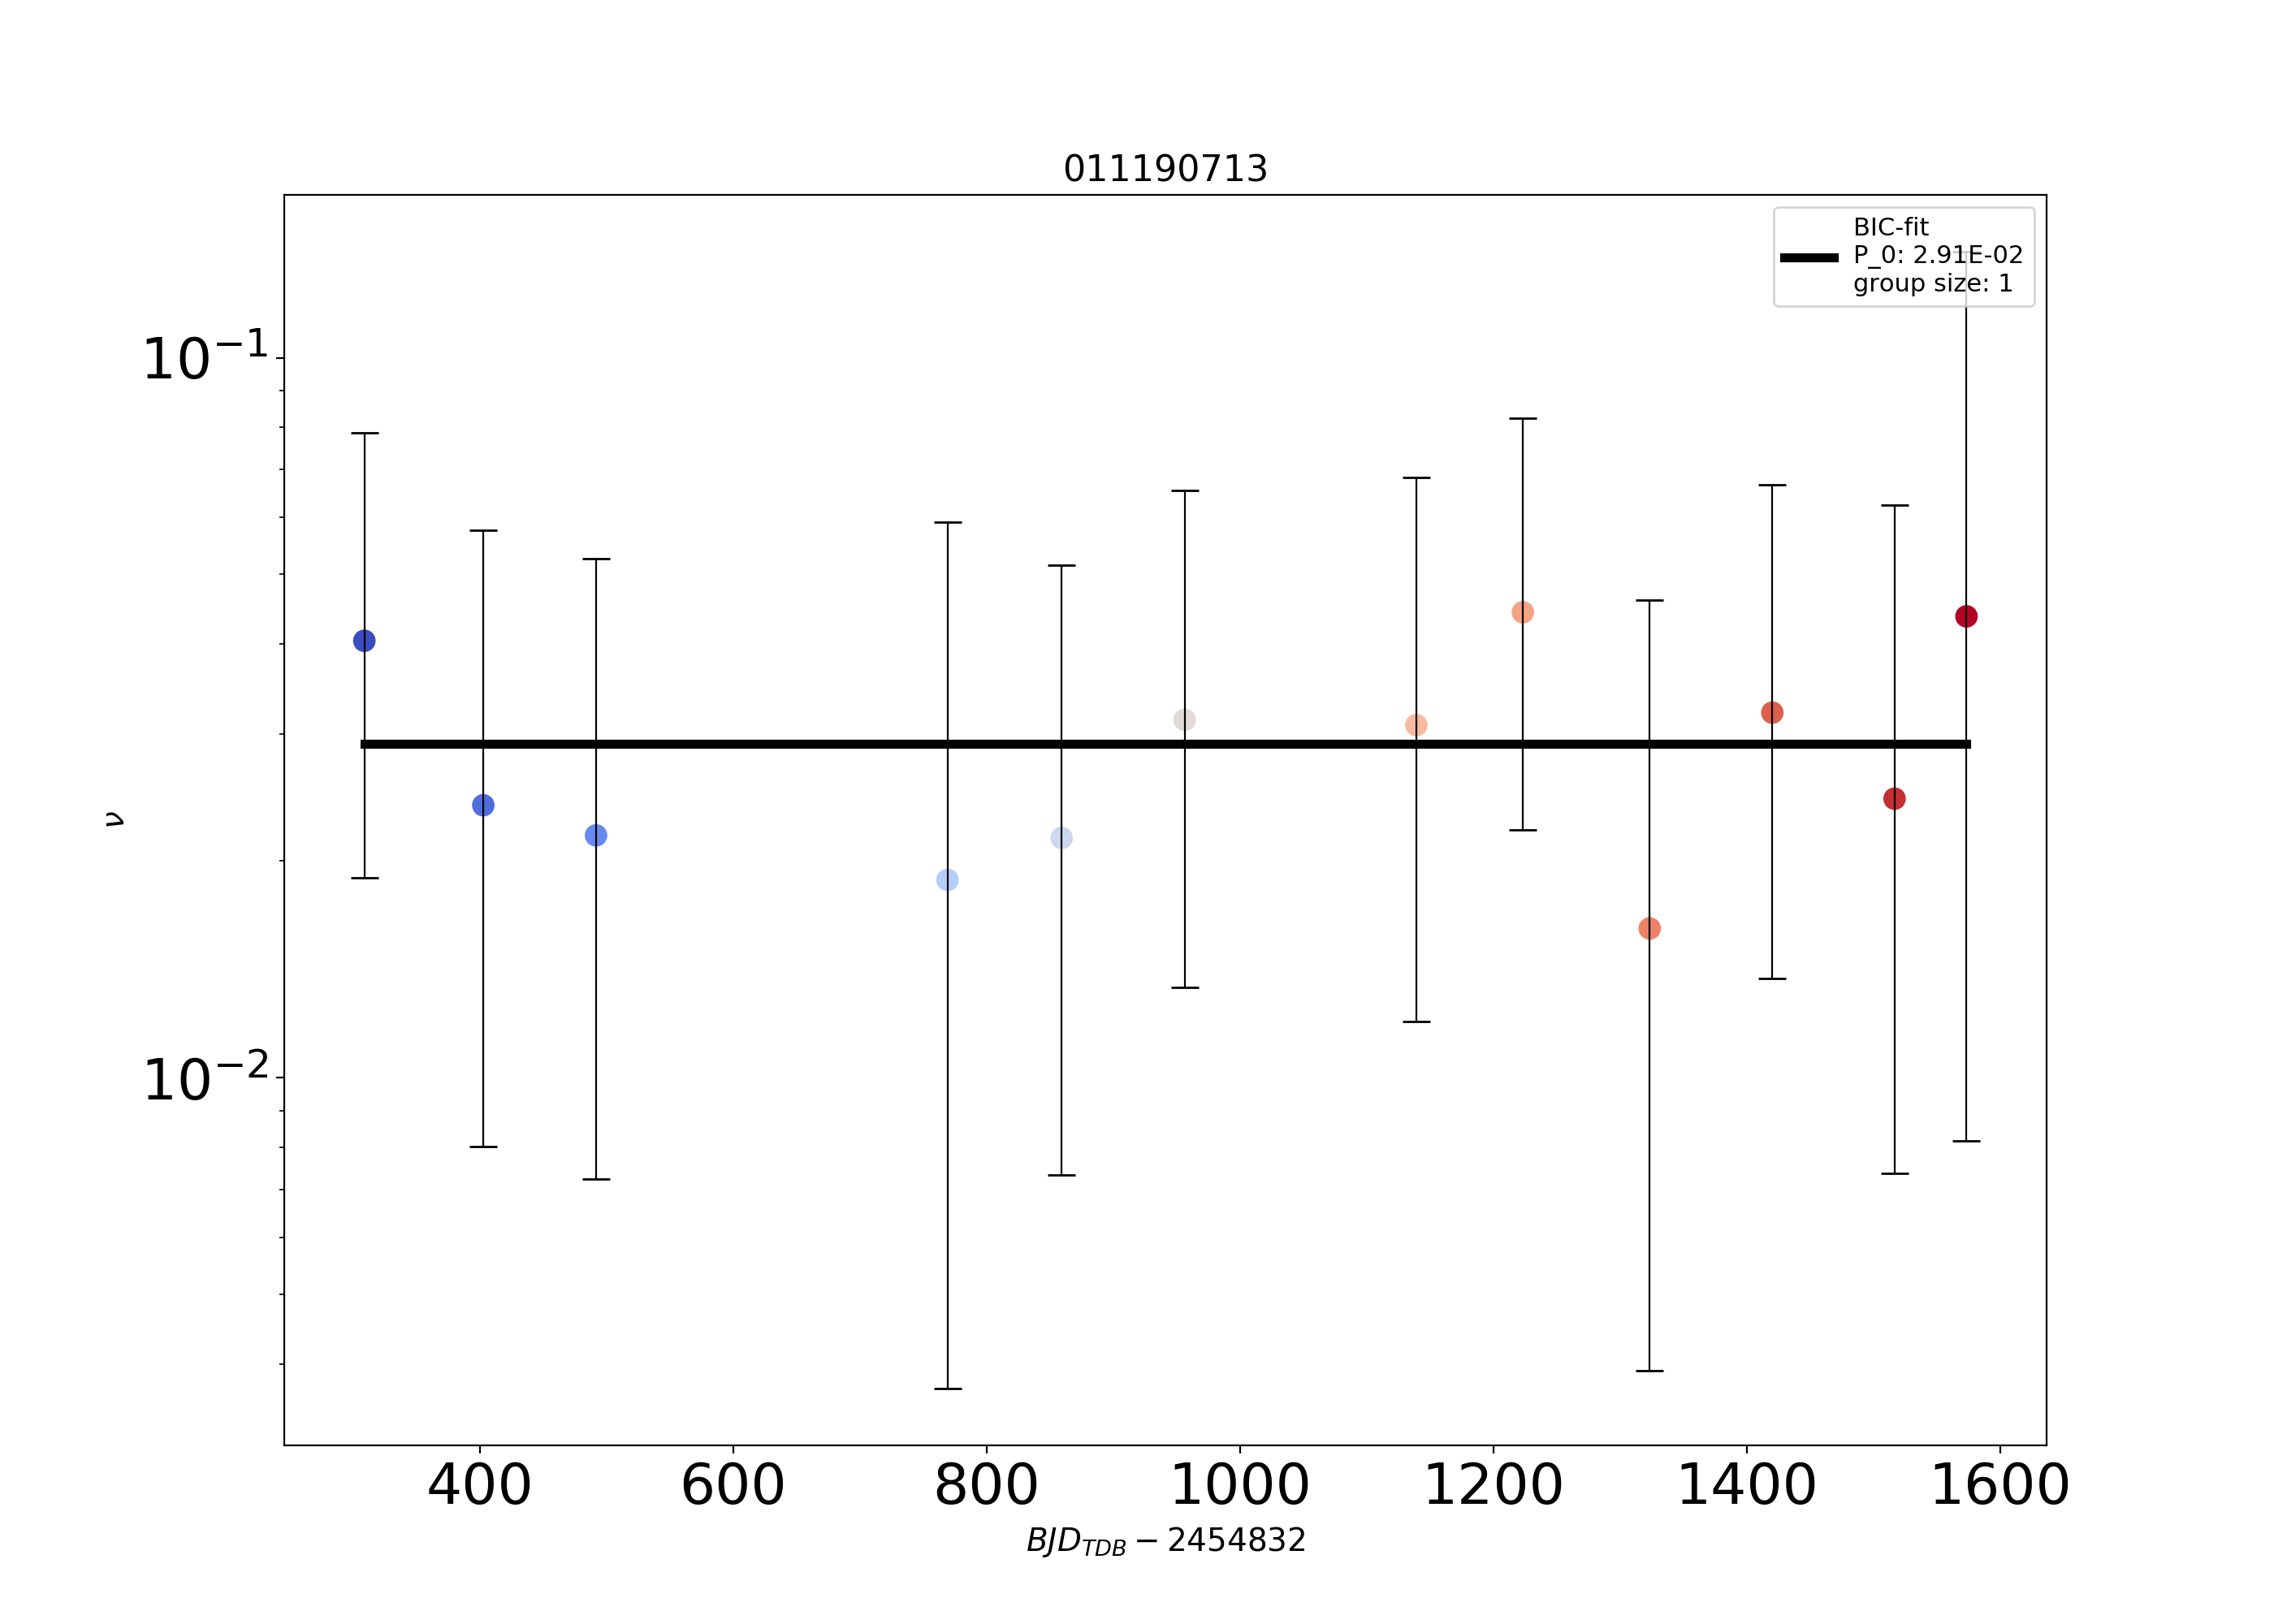 011190713
BIC-fit
P_0: 2.91E-02
group size: 1
10⁻¹
10⁻²
ν
400 600 800 1000 1200 1400 1600
BJD_TDB − 2454832